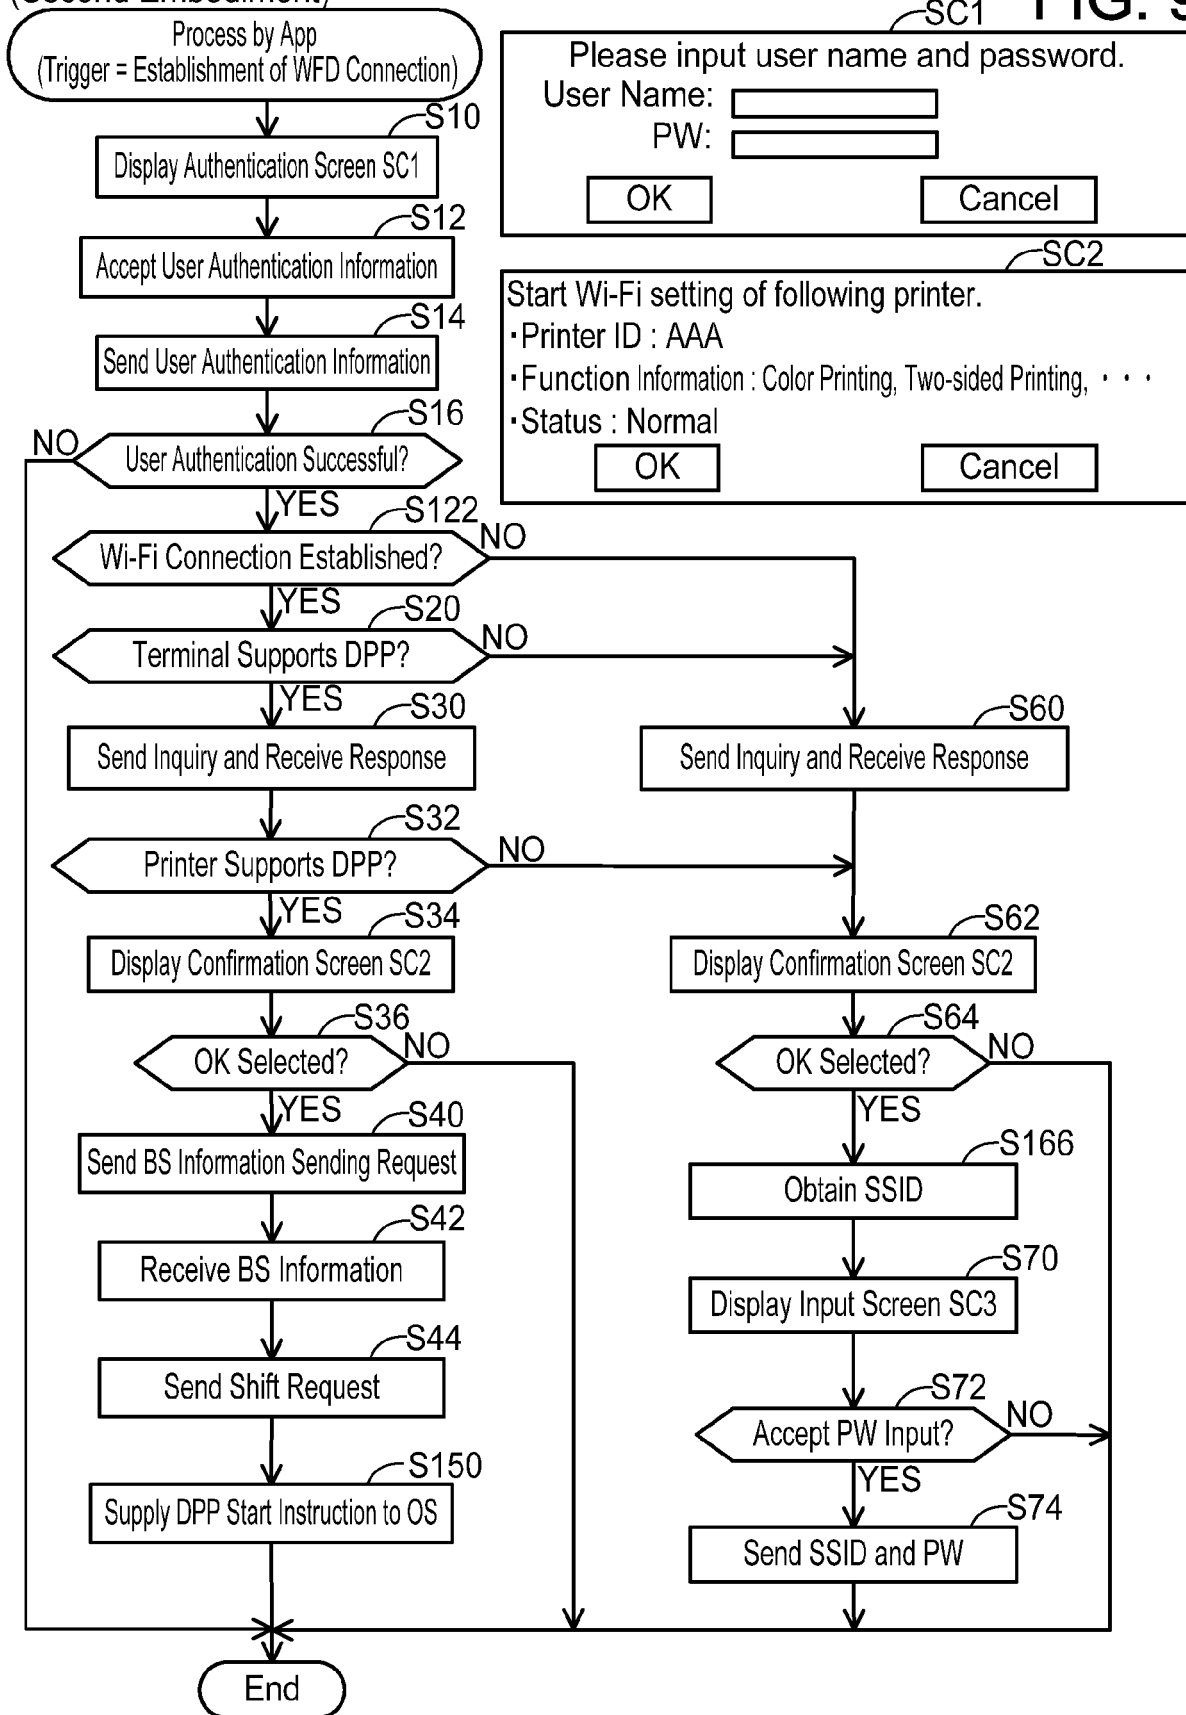 (Second Embodiment)
FIG. 9
Process by App
(Trigger = Establishment of WFD Connection)
S10
Display Authentication Screen SC1
S12
Accept User Authentication Information
S14
Send User Authentication Information
S16
NO
User Authentication Successful?
YES
S122
Wi-Fi Connection Established?
NO
YES
S20
Terminal Supports DPP?
NO
YES
S30
Send Inquiry and Receive Response
S32
Printer Supports DPP?
NO
YES
S34
Display Confirmation Screen SC2
S36
OK Selected?
NO
YES
S40
Send BS Information Sending Request
S42
Receive BS Information
S44
Send Shift Request
S150
Supply DPP Start Instruction to OS
End
SC1
Please input user name and password.
User Name:
PW:
OK
Cancel
SC2
Start Wi-Fi setting of following printer.
・Printer ID : AAA
・Function Information : Color Printing, Two-sided Printing, ・・・
・Status : Normal
OK
Cancel
S60
Send Inquiry and Receive Response
S62
Display Confirmation Screen SC2
S64
OK Selected?
NO
YES
S166
Obtain SSID
S70
Display Input Screen SC3
S72
Accept PW Input?
NO
YES
S74
Send SSID and PW